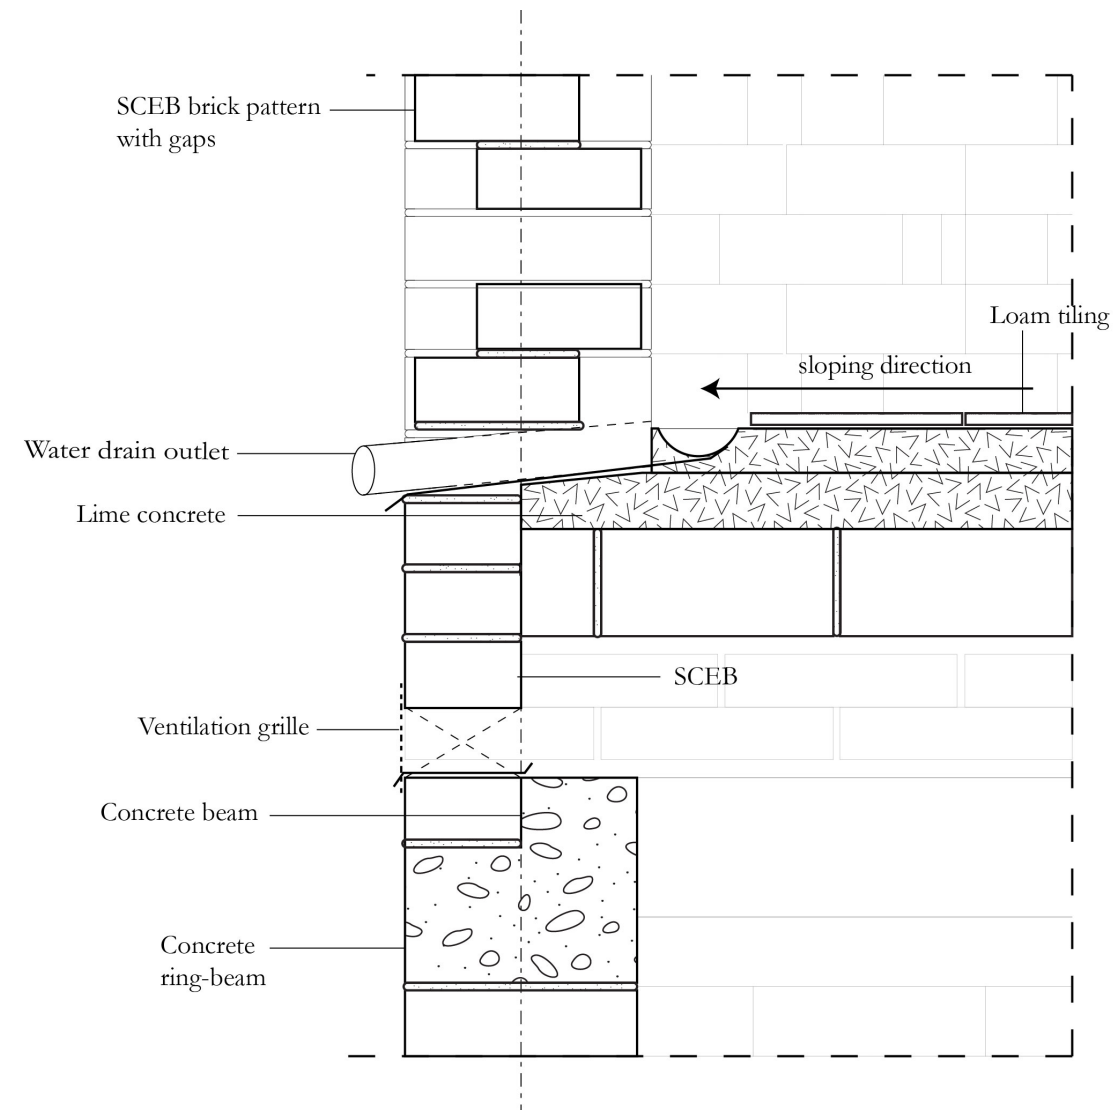 SCEB brick pattern
with gaps
Loam tiling
sloping direction
Water drain outlet
Lime concrete
SCEB
Ventilation grille
Concrete beam
Concrete
ring-beam